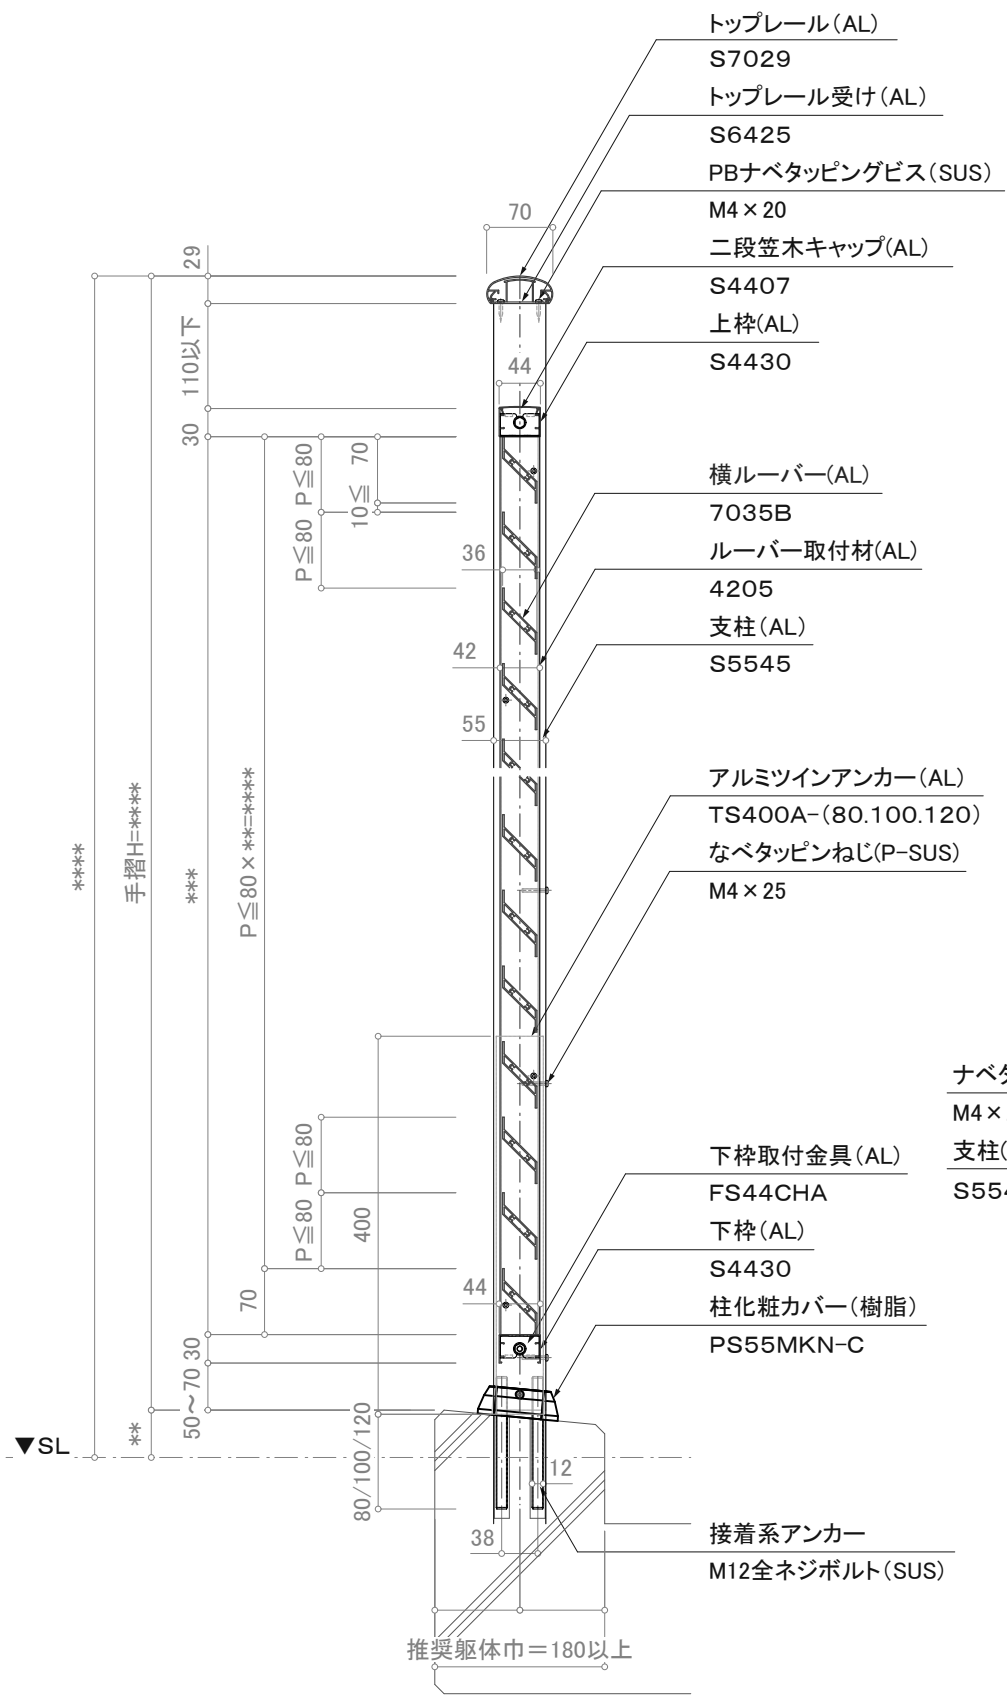 トップレール(AL)
S7029
トップレール受け(AL)
S6425
PBナベタッピングビス(SUS)
M4×20
二段笠木キャップ(AL)
S4407
上枠(AL)
S4430
横ルーバー(AL)
7035B
ルーバー取付材(AL)
4205
支柱(AL)
S5545
アルミツインアンカー(AL)
TS400A-(80.100.120)
なベタッピンねじ(P-SUS)
M4×25
下枠取付金具(AL)
FS44CHA
下枠(AL)
S4430
柱化粧カバー(樹脂)
PS55MKN-C
接着系アンカー
M12全ネジボルト(SUS)
ナベタ
M4×
支柱(
S554
70
44
36
42
55
44
12
38
推奨躯体巾=180以上
▼SL
****
手摺H=****
**
29
110以下
30
***
30
50~70
P≦80×**=****
70
P≦80
P≦80
P≦80
P≦80
70
10≦
400
80/100/120